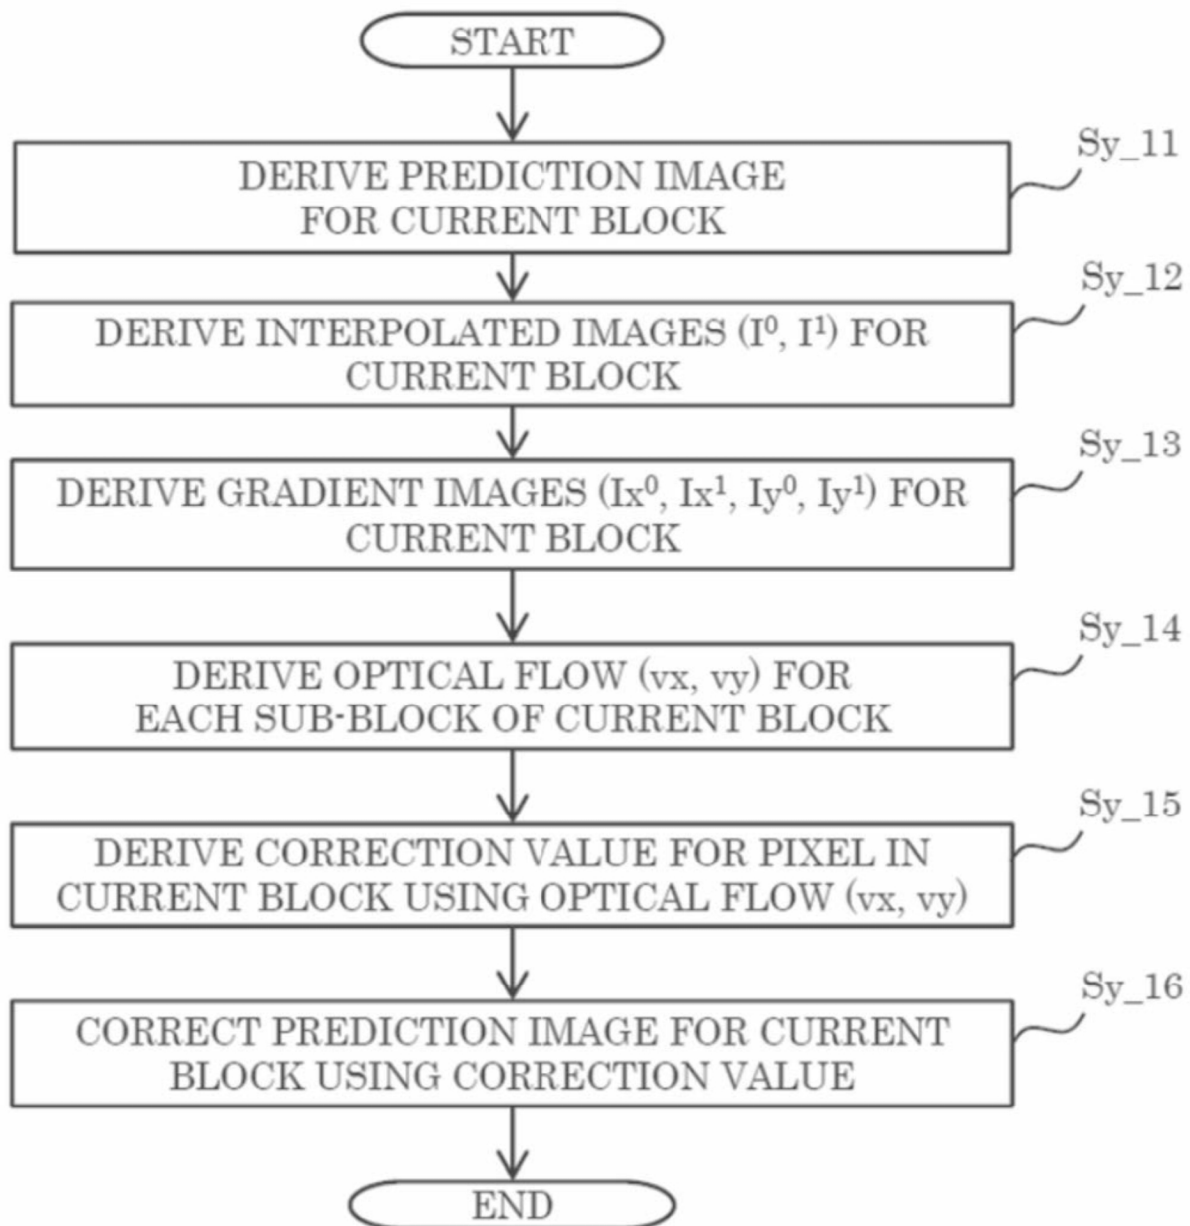 START
Sy_11
DERIVE PREDICTION IMAGE
FOR CURRENT BLOCK
Sy_12
DERIVE INTERPOLATED IMAGES (I⁰, I¹) FOR
CURRENT BLOCK
Sy_13
DERIVE GRADIENT IMAGES (Ix⁰, Ix¹, Iy⁰, Iy¹) FOR
CURRENT BLOCK
Sy_14
DERIVE OPTICAL FLOW (vx, vy) FOR
EACH SUB-BLOCK OF CURRENT BLOCK
Sy_15
DERIVE CORRECTION VALUE FOR PIXEL IN
CURRENT BLOCK USING OPTICAL FLOW (vx, vy)
Sy_16
CORRECT PREDICTION IMAGE FOR CURRENT
BLOCK USING CORRECTION VALUE
END